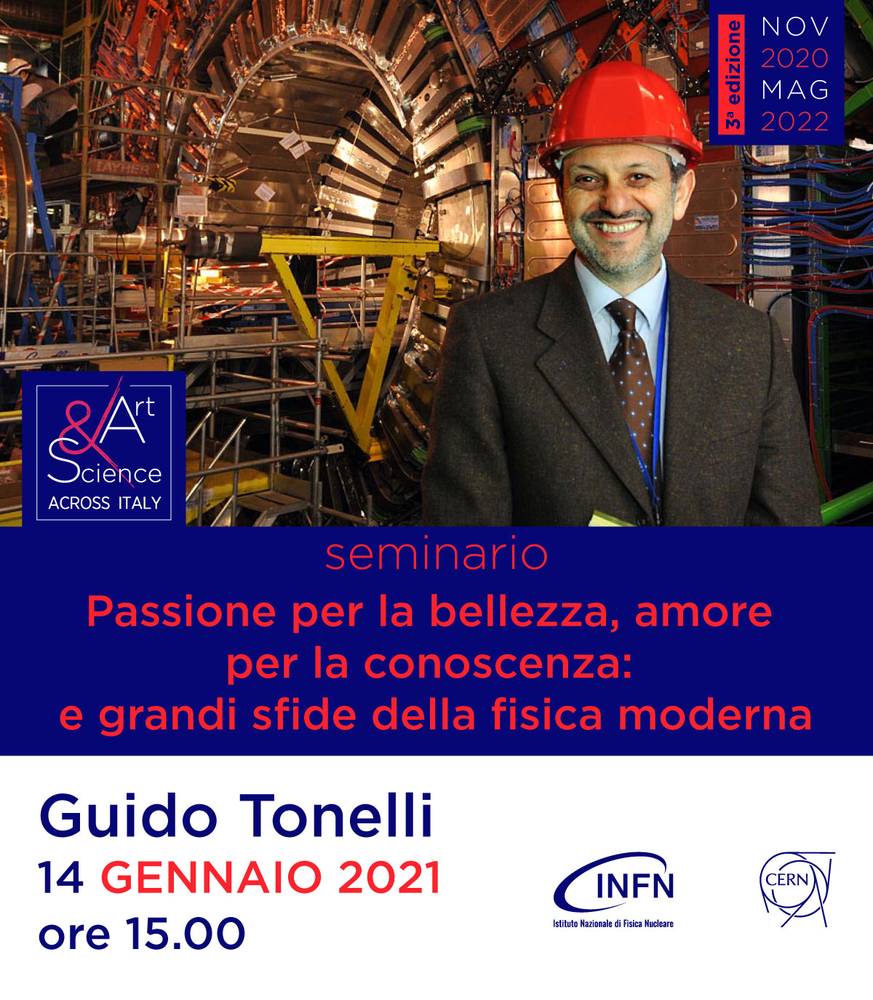 3ª edizione
NOV
2020
MAG
2022
TAYHER
& Art
Science
ACROSS ITALY
seminario
Passione per la bellezza, amore
per la conoscenza:
e grandi sfide della fisica moderna
Guido Tonelli
14 GENNAIO 2021
ore 15.00
INFN
Istituto Nazionale di Fisica Nucleare
CERN